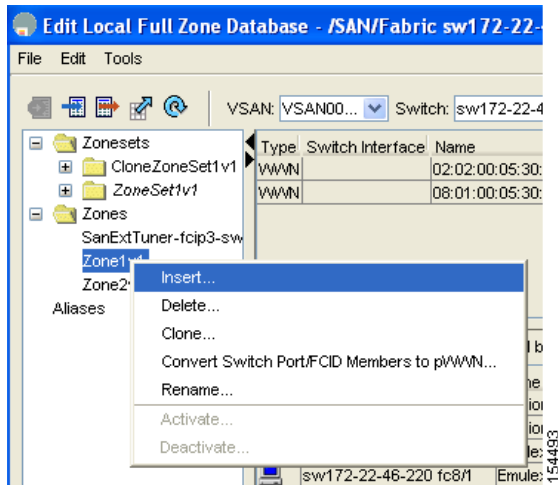 Edit Local Full Zone Database - /SAN/Fabric sw172-22-
File Edit Tools
VSAN: VSAN00... Switch: sw172-22-4
Zonesets
CloneZoneSet1v1
ZoneSet1v1
Zones
SanExtTuner-fcip3-sw
Zone1v1
Zone2
Aliases
Type Switch Interface Name
WWN 02:02:00:05:30:
WWN 08:01:00:05:30:
Insert...
Delete...
Clone...
Convert Switch Port/FCID Members to pWWN...
Rename...
Activate...
Deactivate...
sw172-22-46-220 fc8/1 Emule
154493